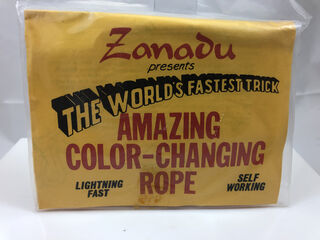 Zanadu
presents
THE WORLD'S FASTEST TRICK
AMAZING
COLOR-CHANGING
ROPE
LIGHTNING
FAST
SELF
WORKING